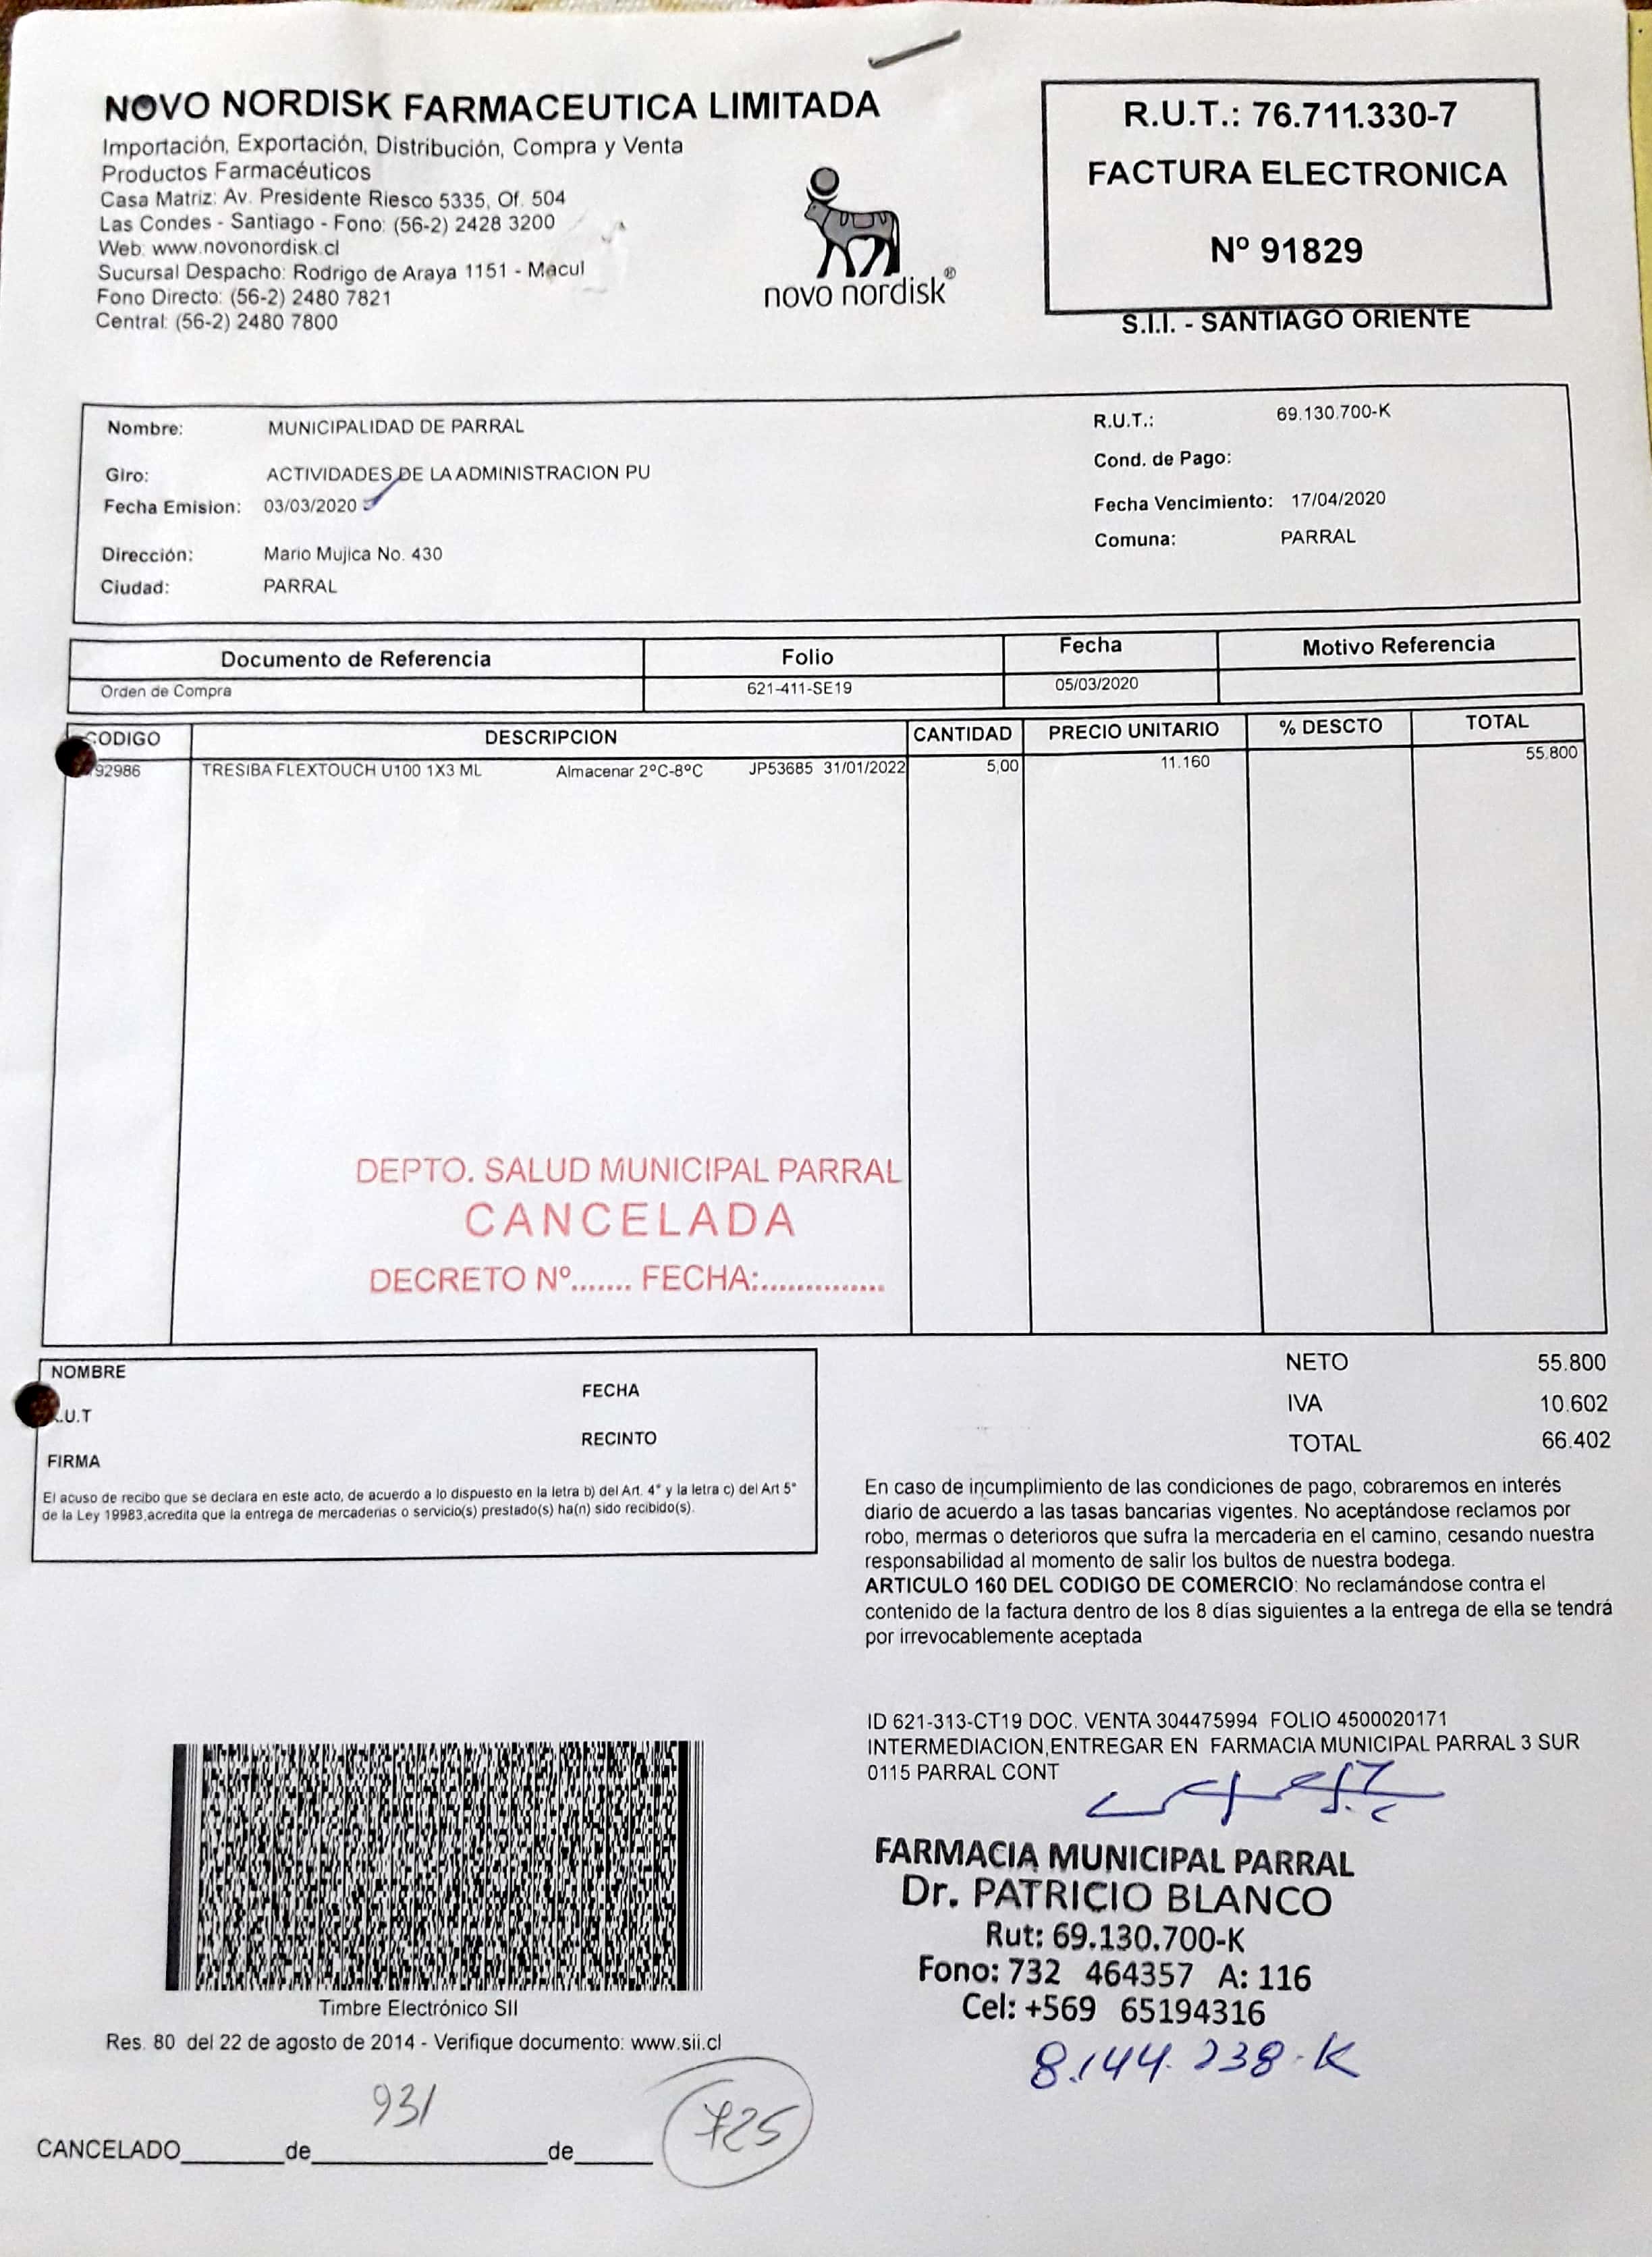 NOVO NORDISK FARMACEUTICA LIMITADA
Importación, Exportación, Distribución, Compra y Venta
Productos Farmacéuticos
Casa Matriz: Av. Presidente Riesco 5335, Of. 504
Las Condes - Santiago - Fono: (56-2) 2428 3200
Web: www.novonordisk.cl
Sucursal Despacho: Rodrigo de Araya 1151 - Macul
Fono Directo: (56-2) 2480 7821
Central: (56-2) 2480 7800
novo nordisk®
R.U.T.: 76.711.330-7
FACTURA ELECTRONICA
Nº 91829
S.I.I. - SANTIAGO ORIENTE
Nombre: MUNICIPALIDAD DE PARRAL
Giro: ACTIVIDADES DE LA ADMINISTRACION PU
Fecha Emision: 03/03/2020
Dirección: Mario Mujica No. 430
Ciudad: PARRAL
R.U.T.: 69.130.700-K
Cond. de Pago:
Fecha Vencimiento: 17/04/2020
Comuna: PARRAL
Documento de Referencia Folio Fecha Motivo Referencia
Orden de Compra 621-411-SE19 05/03/2020
CODIGO DESCRIPCION CANTIDAD PRECIO UNITARIO % DESCTO TOTAL
92986 TRESIBA FLEXTOUCH U100 1X3 ML Almacenar 2ºC-8ºC JP53685 31/01/2022 5,00 11.160 55.800
DEPTO. SALUD MUNICIPAL PARRAL
CANCELADA
DECRETO Nº....... FECHA:..............
NOMBRE
FECHA
R.U.T
RECINTO
FIRMA
El acuso de recibo que se declara en este acto, de acuerdo a lo dispuesto en la letra b) del Art. 4° y la letra c) del Art 5°
de la Ley 19983,acredita que la entrega de mercaderias o servicio(s) prestado(s) ha(n) sido recibido(s).
NETO 55.800
IVA 10.602
TOTAL 66.402
En caso de incumplimiento de las condiciones de pago, cobraremos en interés
diario de acuerdo a las tasas bancarias vigentes. No aceptándose reclamos por
robo, mermas o deterioros que sufra la mercaderia en el camino, cesando nuestra
responsabilidad al momento de salir los bultos de nuestra bodega.
ARTICULO 160 DEL CODIGO DE COMERCIO: No reclamándose contra el
contenido de la factura dentro de los 8 días siguientes a la entrega de ella se tendrá
por irrevocablemente aceptada
ID 621-313-CT19 DOC. VENTA 304475994 FOLIO 4500020171
INTERMEDIACION,ENTREGAR EN FARMACIA MUNICIPAL PARRAL 3 SUR
0115 PARRAL CONT
FARMACIA MUNICIPAL PARRAL
Dr. PATRICIO BLANCO
Rut: 69.130.700-K
Fono: 732 464357 A: 116
Cel: +569 65194316
8.144.238-K
Timbre Electrónico SII
Res. 80 del 22 de agosto de 2014 - Verifique documento: www.sii.cl
931
725
CANCELADO________de__________________de______